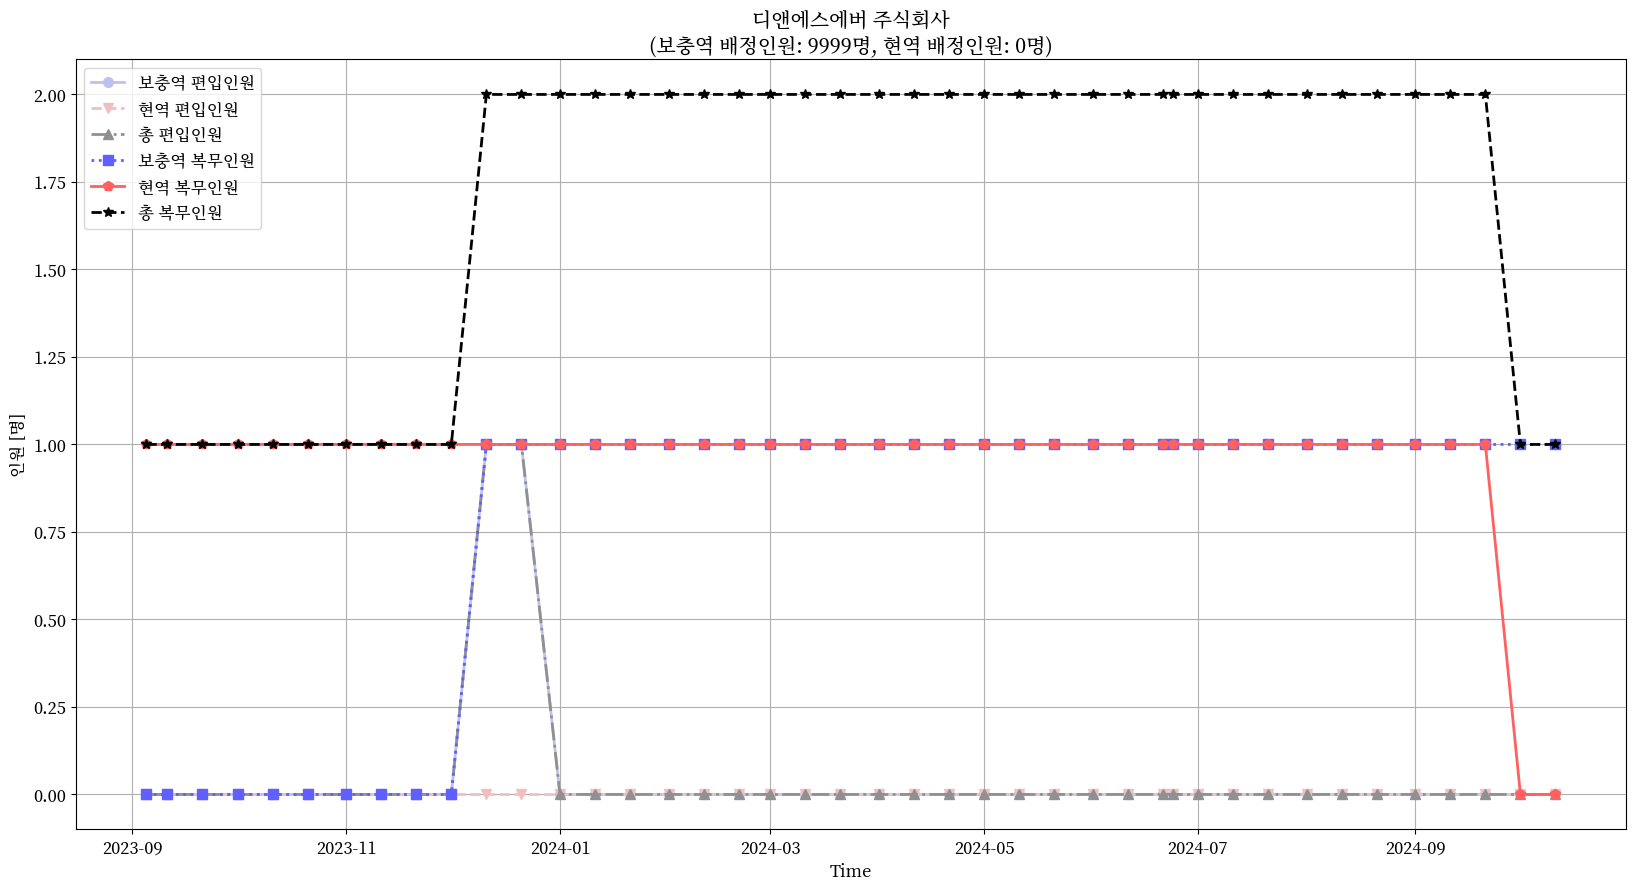 디앤에스에버 주식회사
(보충역 배정인원: 9999명, 현역 배정인원: 0명)
보충역 편입인원
현역 편입인원
총 편입인원
보충역 복무인원
현역 복무인원
총 복무인원
인원 [명]
2.00
1.75
1.50
1.25
1.00
0.75
0.50
0.25
0.00
2023-09 2023-11 2024-01 2024-03 2024-05 2024-07 2024-09
Time